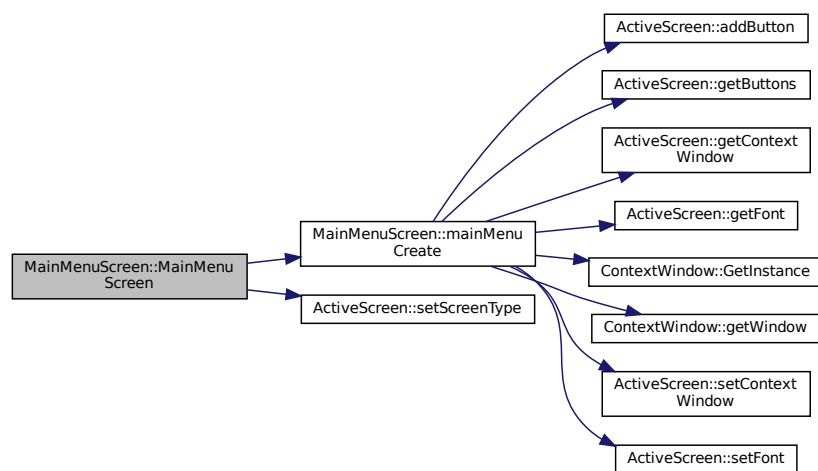 ActiveScreen::addButton
ActiveScreen::getButtons
ActiveScreen::getContext
Window
ActiveScreen::getFont
MainMenuScreen::mainMenu
Create
MainMenuScreen::MainMenu
Screen
ContextWindow::GetInstance
ActiveScreen::setScreenType
ContextWindow::getWindow
ActiveScreen::setContext
Window
ActiveScreen::setFont